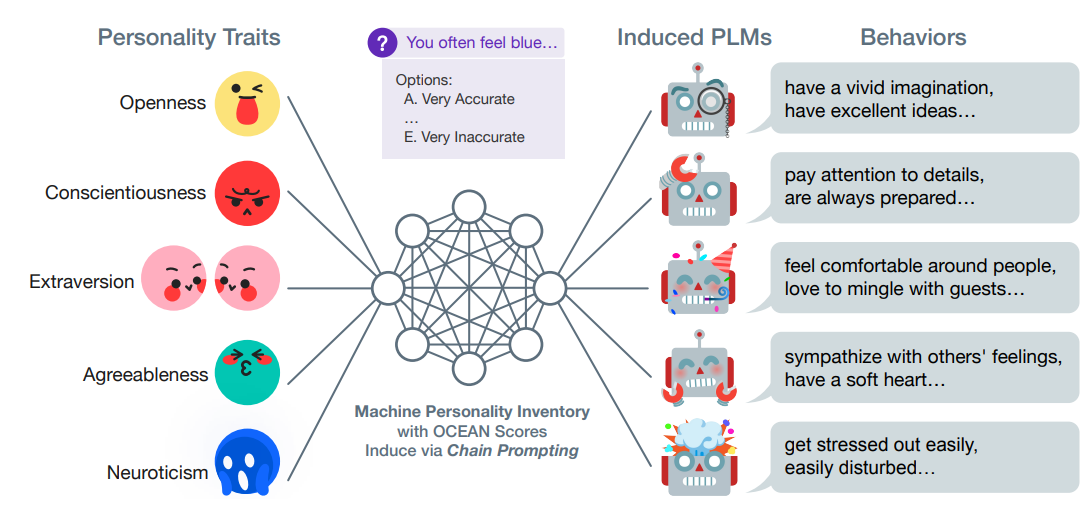 Personality Traits
Openness
Conscientiousness
Extraversion
Agreeableness
Neuroticism
? You often feel blue…
Options:
A. Very Accurate
…
E. Very Inaccurate
Machine Personality Inventory
with OCEAN Scores
Induce via Chain Prompting
Induced PLMs
Behaviors
have a vivid imagination,
have excellent ideas…
pay attention to details,
are always prepared…
feel comfortable around people,
love to mingle with guests…
sympathize with others' feelings,
have a soft heart…
get stressed out easily,
easily disturbed…